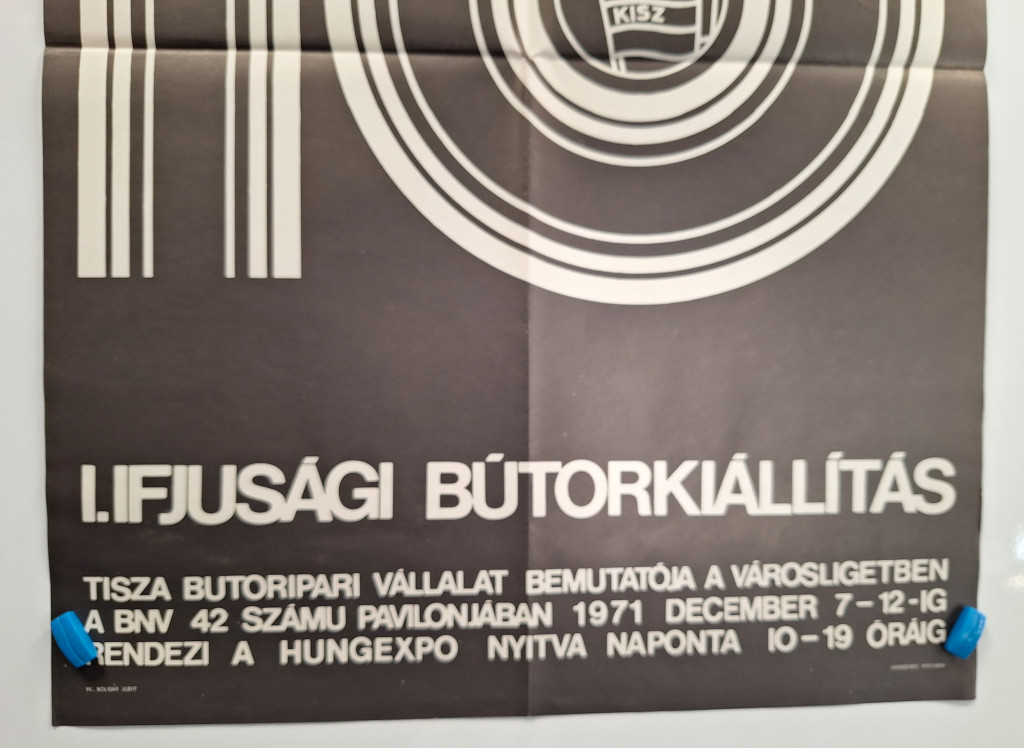 KISZ
I. IFJUSÁGI BÚTORKIÁLLÍTÁS
TISZA BUTORIPARI VÁLLALAT BEMUTATÓJA A VÁROSLIGETBEN
A BNV 42 SZÁMU PAVILONJÁBAN 1971 DECEMBER 7-12-IG
RENDEZI A HUNGEXPO NYITVA NAPONTA 10-19 ÓRÁIG